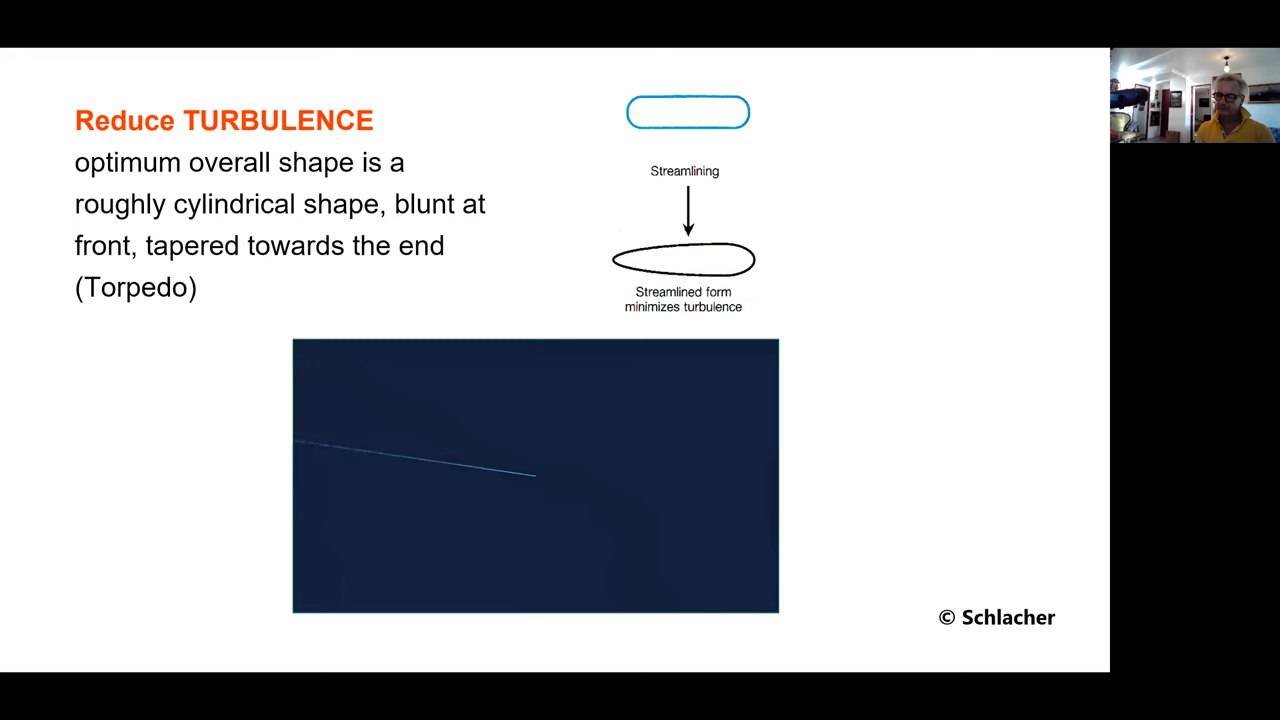 Reduce TURBULENCE
optimum overall shape is a
roughly cylindrical shape, blunt at
front, tapered towards the end
(Torpedo)
Streamlining
Streamlined form
minimizes turbulence
© Schlacher